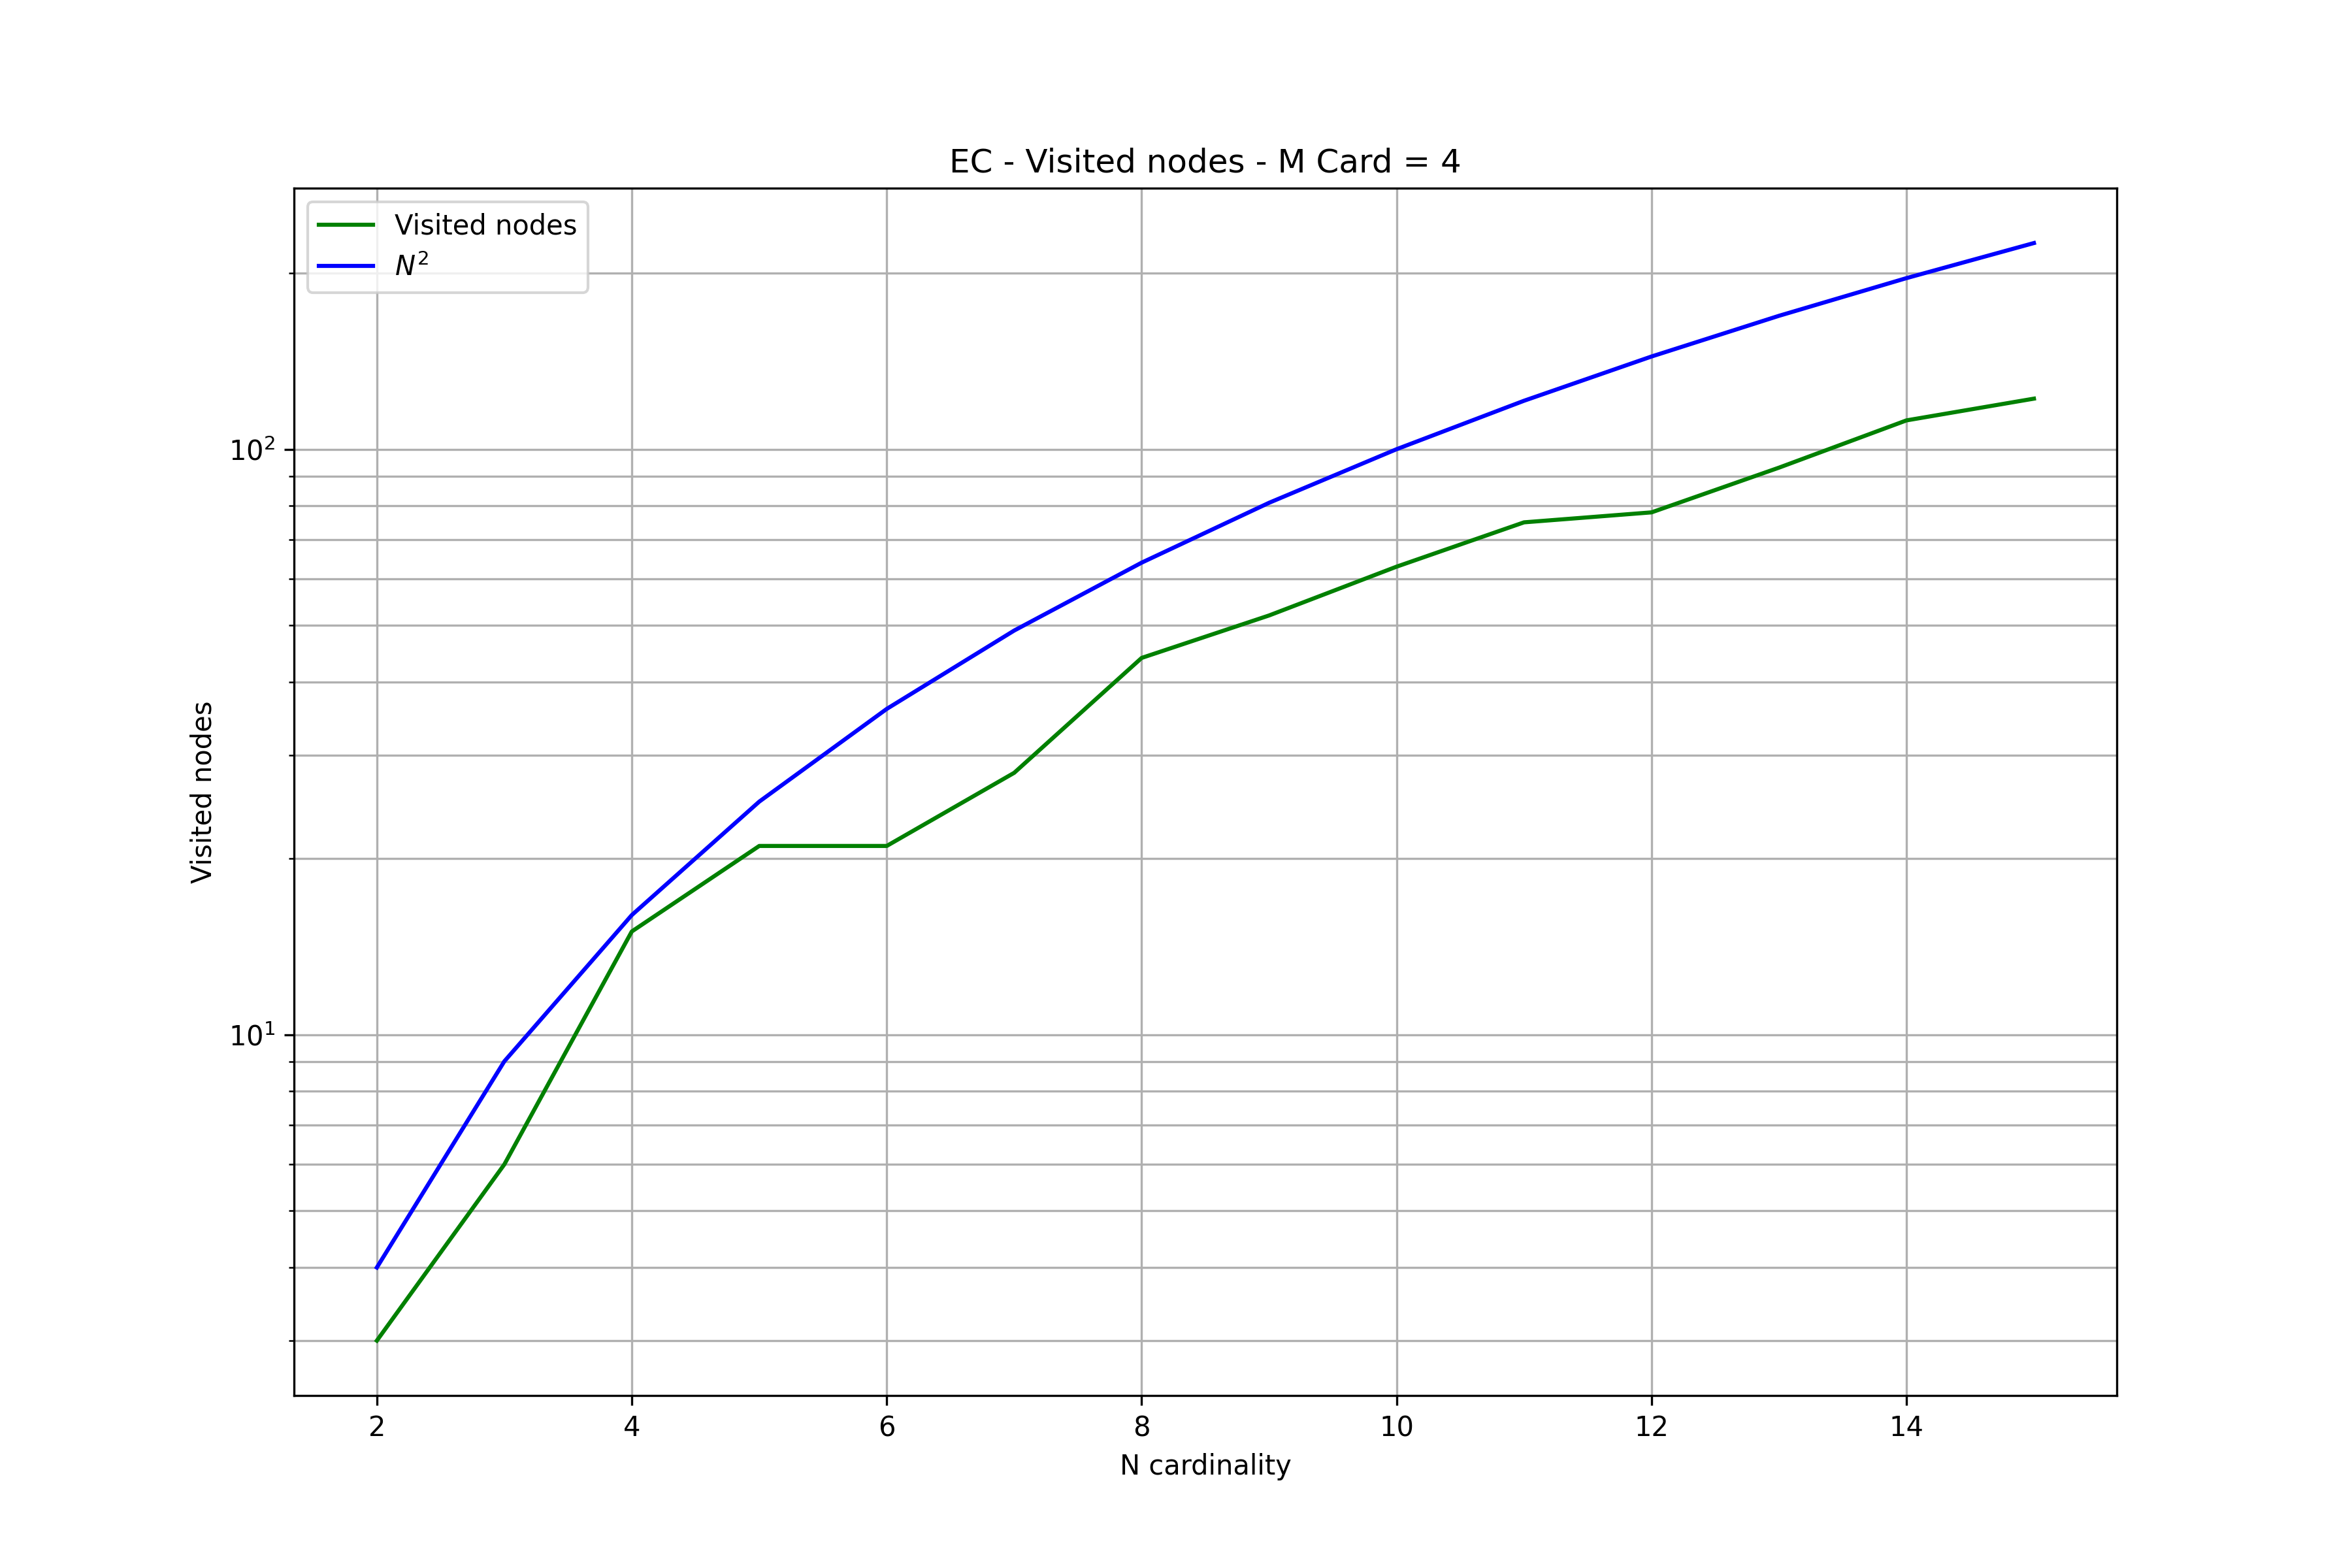 EC - Visited nodes - M Card = 4
Visited nodes
N²
10²
10¹
Visited nodes
2 4 6 8 10 12 14
N cardinality